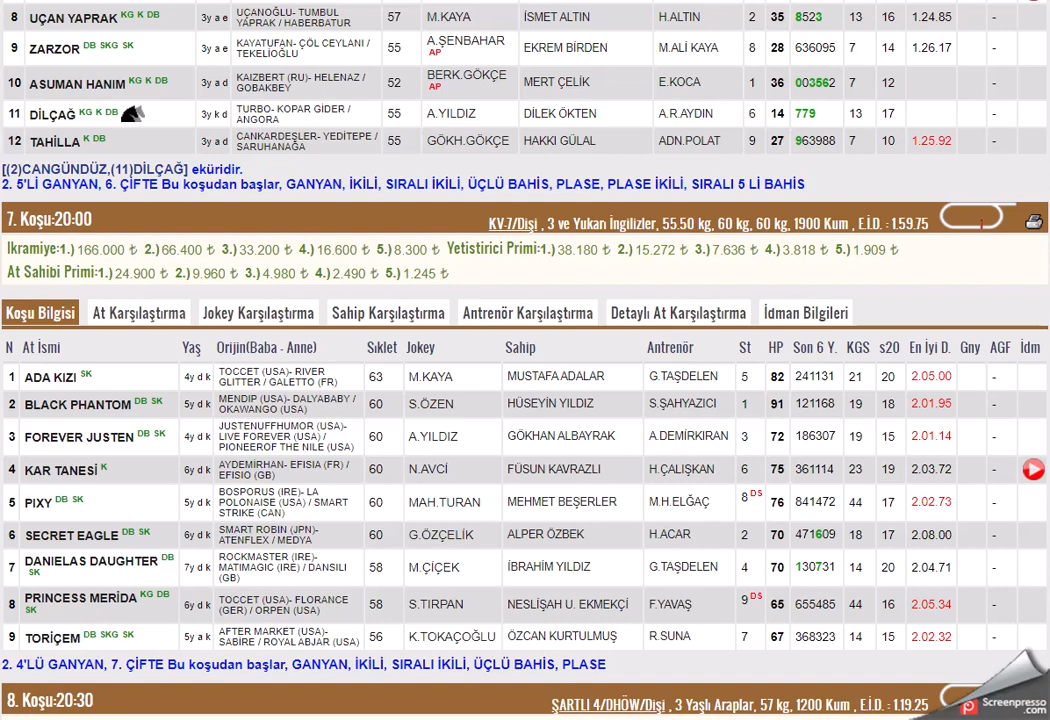 8 UÇAN YAPRAK KG K DB 3y a e UÇANOĞLU- TUMBUL YAPRAK / HABERBATUR 57 M.KAYA İSMET ALTIN H.ALTIN 2 35 8523 13 16 1.24.85 -
9 ZARZOR DB SKG SK 3y a e KAYATUFAN- ÇÖL CEYLANI / TEKELİOĞLU 55 A.ŞENBAHAR AP EKREM BİRDEN M.ALİ KAYA 8 28 636095 7 14 1.26.17 -
10 ASUMAN HANIM KG K DB 3y a d KAIZBERT (RU)- HELENAZ / GOBAKBEY 52 BERK.GÖKÇE AP MERT ÇELİK E.KOCA 1 36 003562 7 12 -
11 DİLÇAĞ KG K DB 3y k d TURBO- KOPAR GİDER / ANGORA 55 A.YILDIZ DİLEK ÖKTEN A.R.AYDIN 6 14 779 13 17 -
12 TAHİLLA K DB 3y a d CANKARDEŞLER- YEDİTEPE / SARUHANAĞA 55 GÖKH.GÖKÇE HAKKI GÜLAL ADN.POLAT 9 27 963988 7 10 1.25.92 -
[(2)CANGÜNDÜZ,(11)DİLÇAĞ] eküridir.
2. 5'Lİ GANYAN, 6. ÇİFTE Bu koşudan başlar, GANYAN, İKİLİ, SIRALI İKİLİ, ÜÇLÜ BAHİS, PLASE, PLASE İKİLİ, SIRALI 5 Lİ BAHİS
7. Koşu:20:00 KV-7/Dişi , 3 ve Yukarı İngilizler, 55.50 kg, 60 kg, 60 kg, 1900 Kum , E.İ.D. : 1.59.75
İkramiye:1.) 166.000 ₺ 2.) 66.400 ₺ 3.) 33.200 ₺ 4.) 16.600 ₺ 5.) 8.300 ₺ Yetistirici Primi:1.) 38.180 ₺ 2.) 15.272 ₺ 3.) 7.636 ₺ 4.) 3.818 ₺ 5.) 1.909 ₺
At Sahibi Primi:1.) 24.900 ₺ 2.) 9.960 ₺ 3.) 4.980 ₺ 4.) 2.490 ₺ 5.) 1.245 ₺
Koşu Bilgisi At Karşılaştırma Jokey Karşılaştırma Sahip Karşılaştırma Antrenör Karşılaştırma Detaylı At Karşılaştırma İdman Bilgileri
N At İsmi Yaş Orijin(Baba - Anne) Sıklet Jokey Sahip Antrenör St HP Son 6 Y. KGS s20 En İyi D. Gny AGF İdm
1 ADA KIZI SK 4y d k TOCCET (USA)- RIVER GLITTER / GALETTO (FR) 63 M.KAYA MUSTAFA ADALAR G.TAŞDELEN 5 82 241131 21 20 2.05.00 -
2 BLACK PHANTOM DB SK 5y d k MENDIP (USA)- DALYABABY / OKAWANGO (USA) 60 S.ÖZEN HÜSEYİN YILDIZ S.ŞAHYAZICI 1 91 121168 19 18 2.01.95 -
3 FOREVER JUSTEN DB SK 4y d k JUSTENUFFHUMOR (USA)- LIVE FOREVER (USA) / PIONEEROF THE NILE (USA) 60 A.YILDIZ GÖKHAN ALBAYRAK A.DEMİRKIRAN 3 72 186307 19 15 2.01.14 -
4 KAR TANESİ K 6y d k AYDEMİRHAN- EFISIA (FR) / EFISIO (GB) 60 N.AVCİ FÜSUN KAVRAZLI H.ÇALIŞKAN 6 75 361114 23 19 2.03.72 -
5 PIXY DB SK 5y d k BOSPORUS (IRE)- LA POLONAISE (USA) / SMART STRIKE (CAN) 60 MAH.TURAN MEHMET BEŞERLER M.H.ELĞAÇ 8 DS 76 841472 44 17 2.02.73 -
6 SECRET EAGLE DB SK 6y d k SMART ROBIN (JPN)- ATENFLEX / MEDYA 60 G.ÖZÇELİK ALPER ÖZBEK H.ACAR 2 70 471609 18 17 2.08.00 -
7 DANIELAS DAUGHTER DB SK 7y d k ROCKMASTER (IRE)- MATIMAGIC (IRE) / DANSILI (GB) 58 M.ÇİÇEK İBRAHİM YILDIZ G.TAŞDELEN 4 70 130731 14 20 2.04.71 -
8 PRINCESS MERİDA KG DB SK 6y d k TOCCET (USA)- FLORANCE (GER) / ORPEN (USA) 58 S.TIRPAN NESLİŞAH U. EKMEKÇİ F.YAVAŞ 9 DS 65 655485 44 16 2.05.34 -
9 TORİÇEM DB SKG SK 5y a k AFTER MARKET (USA)- SABIRE / ROYAL ABJAR (USA) 56 K.TOKAÇOĞLU ÖZCAN KURTULMUŞ R.SUNA 7 67 368323 14 15 2.02.32 -
2. 4'LÜ GANYAN, 7. ÇİFTE Bu koşudan başlar, GANYAN, İKİLİ, SIRALI İKİLİ, ÜÇLÜ BAHİS, PLASE
8. Koşu:20:30 ŞARTLI 4/DHÖW/Dişi , 3 Yaşlı Araplar, 57 kg, 1200 Kum , E.İ.D. : 1.19.25
Screenpresso .com